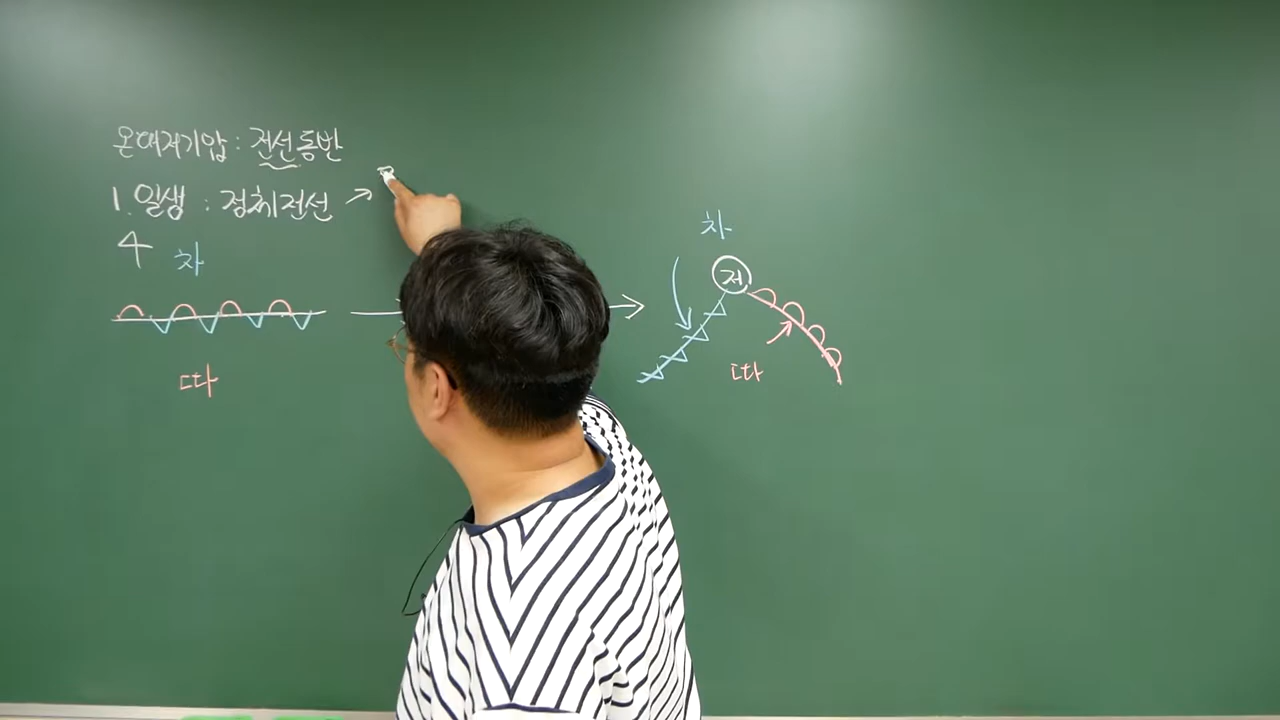 온대저기압 : 전선동반
1. 일생 : 정체전선 →
4 차
따
차
저
따